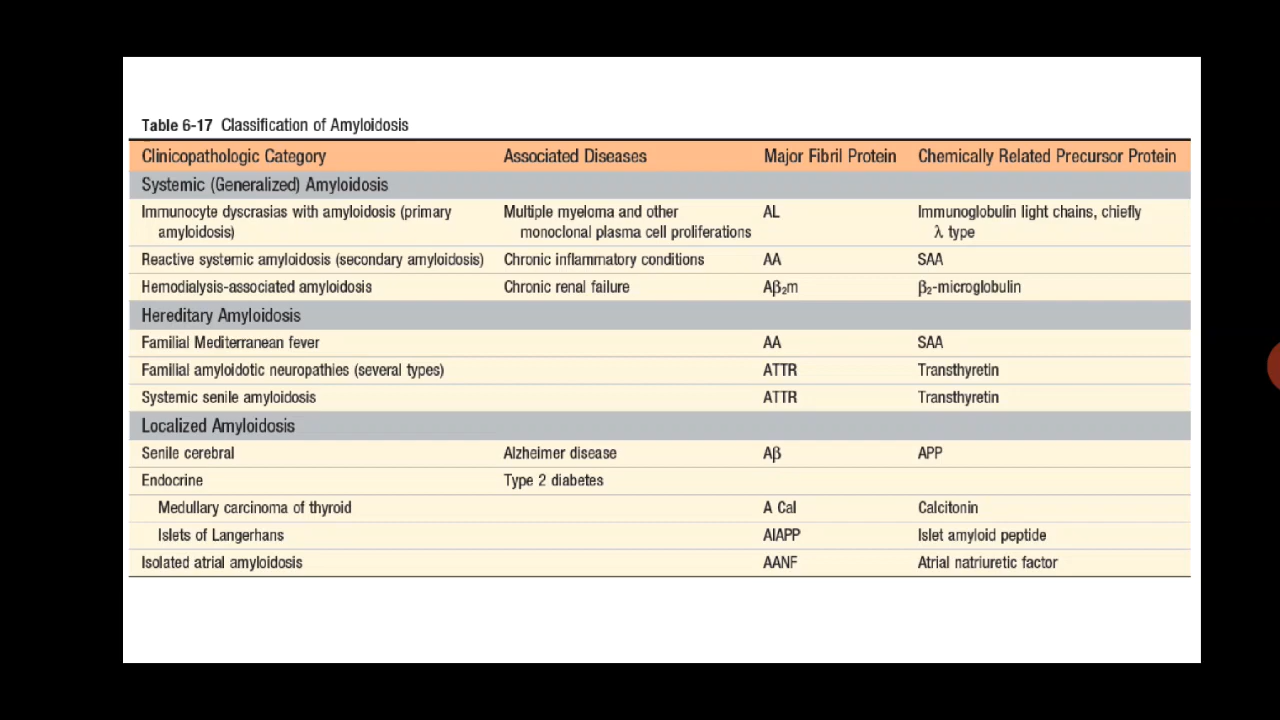 Table 6-17 Classification of Amyloidosis
Clinicopathologic Category Associated Diseases Major Fibril Protein Chemically Related Precursor Protein
Systemic (Generalized) Amyloidosis
Immunocyte dyscrasias with amyloidosis (primary Multiple myeloma and other AL Immunoglobulin light chains, chiefly
amyloidosis) monoclonal plasma cell proliferations λ type
Reactive systemic amyloidosis (secondary amyloidosis) Chronic inflammatory conditions AA SAA
Hemodialysis-associated amyloidosis Chronic renal failure Aβ₂m β₂-microglobulin
Hereditary Amyloidosis
Familial Mediterranean fever AA SAA
Familial amyloidotic neuropathies (several types) ATTR Transthyretin
Systemic senile amyloidosis ATTR Transthyretin
Localized Amyloidosis
Senile cerebral Alzheimer disease Aβ APP
Endocrine Type 2 diabetes
Medullary carcinoma of thyroid A Cal Calcitonin
Islets of Langerhans AIAPP Islet amyloid peptide
Isolated atrial amyloidosis AANF Atrial natriuretic factor